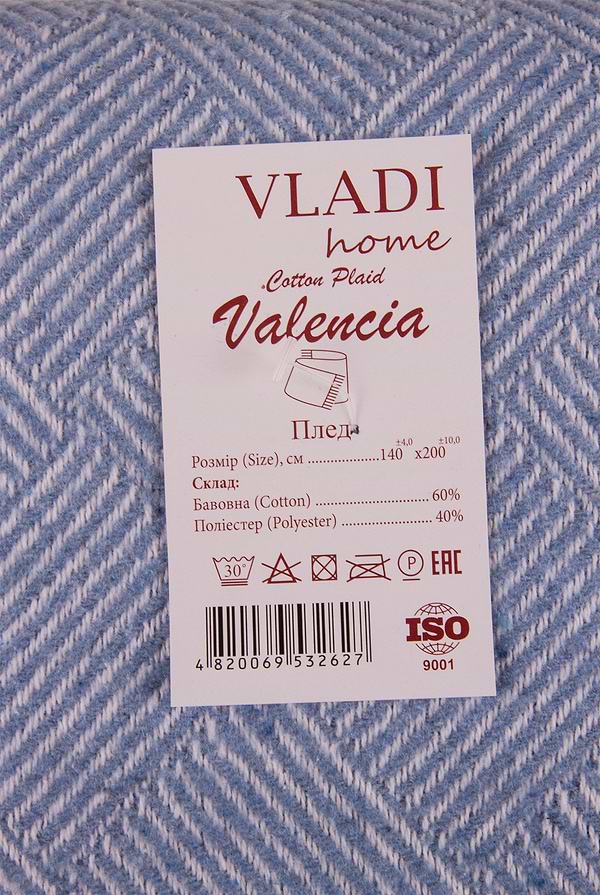 VLADI
home
Cotton Plaid
Valencia
Плед
Розмір (Size), см ...................140 ±4,0 x200 ±10,0
Склад:
Бавовна (Cotton) ............................ 60%
Поліестер (Polyester) ...................... 40%
30° P EAC
ISO
9001
4 820069 532627